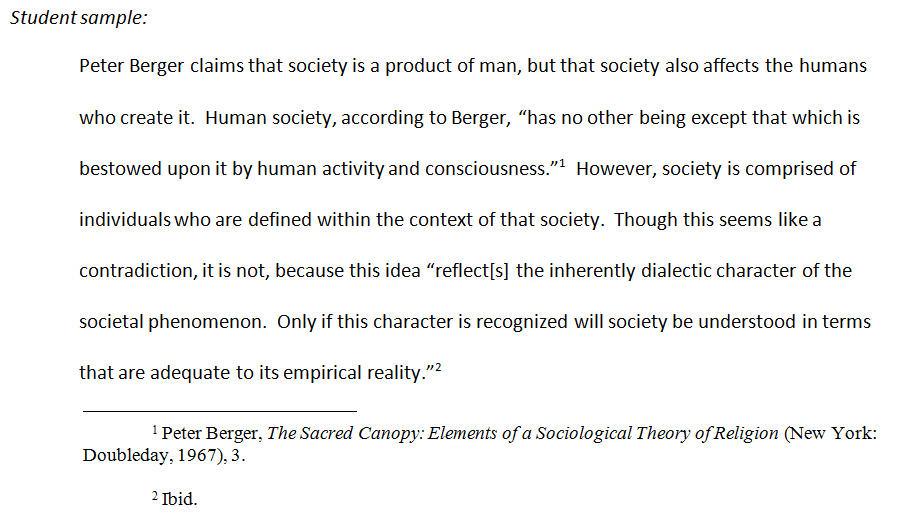 Student sample:
Peter Berger claims that society is a product of man, but that society also affects the humans
who create it.  Human society, according to Berger, “has no other being except that which is
bestowed upon it by human activity and consciousness.”¹  However, society is comprised of
individuals who are defined within the context of that society.  Though this seems like a
contradiction, it is not, because this idea “reflect[s] the inherently dialectic character of the
societal phenomenon.  Only if this character is recognized will society be understood in terms
that are adequate to its empirical reality.”²
¹ Peter Berger, The Sacred Canopy: Elements of a Sociological Theory of Religion (New York:
Doubleday, 1967), 3.
² Ibid.